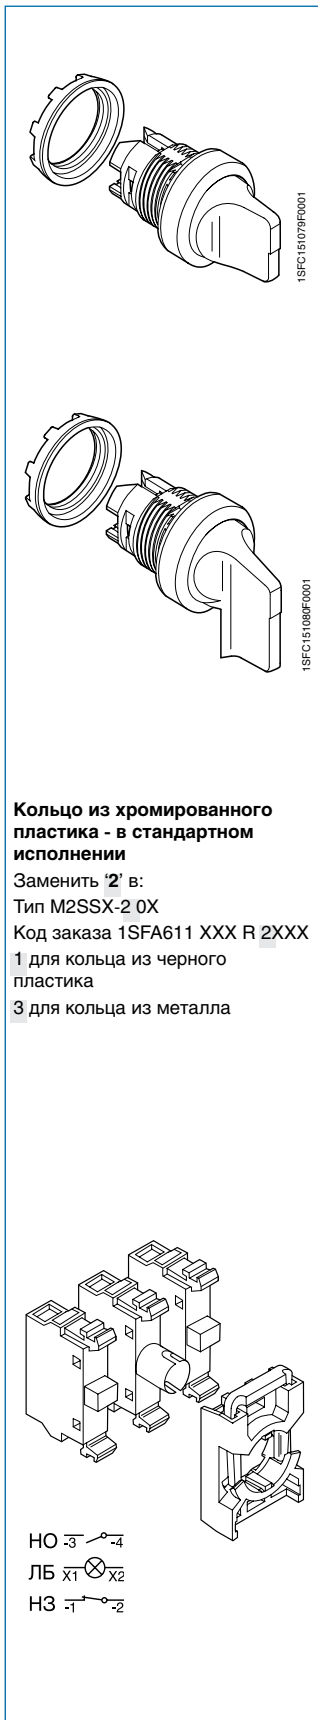 1SFC151079F0001
1SFC151080F0001
Кольцо из хромированного
пластика - в стандартном
исполнении
Заменить ‘2’ в:
Тип M2SSX-2 0X
Код заказа 1SFA611 XXX R 2XXX
1 для кольца из черного
пластика
3 для кольца из металла
НО -3 -4
ЛБ X1 X2
НЗ -1 -2